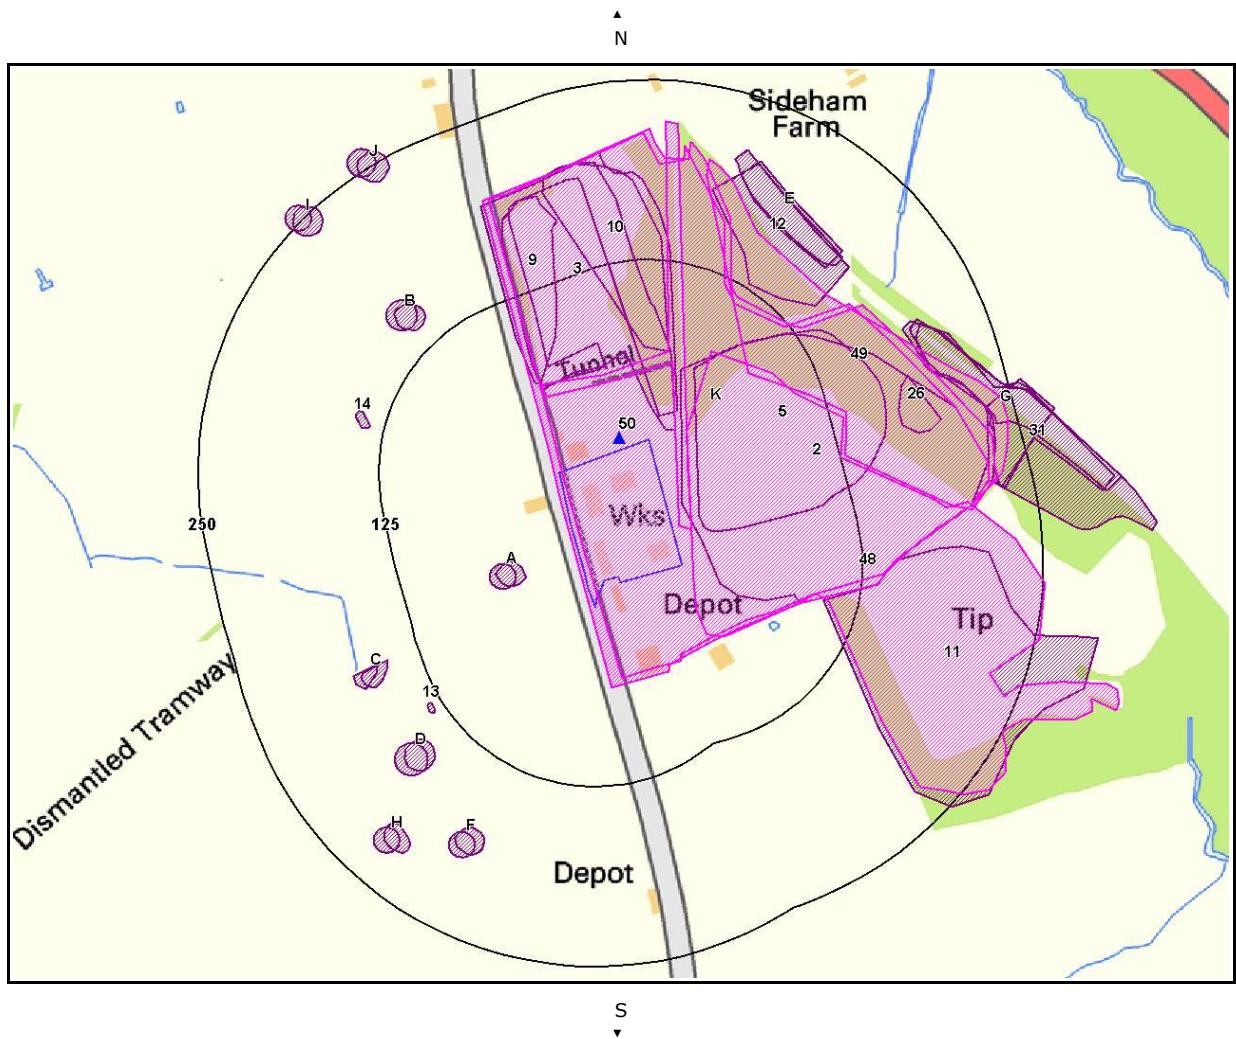 N
Sideham
Farm
J
E
I
12
10
9
3
B
Tunnel
49
K
26
G
14
5
50
31
2
250
125
Wks
A
48
Depot
Tip
11
C
13
Dismantled Tramway
D
H
F
Depot
S